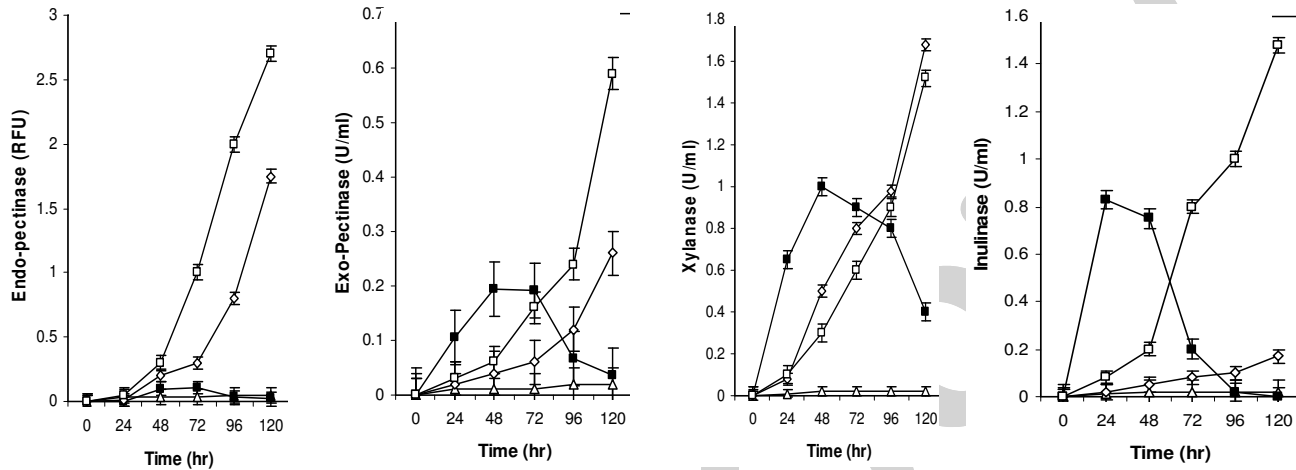 Endo-pectinase (RFU)
3
2.5
2
1.5
1
0.5
0
0 24 48 72 96 120
Time (hr)
Exo-Pectinase (U/ml)
0.7
0.6
0.5
0.4
0.3
0.2
0.1
0
0 24 48 72 96 120
Time (hr)
Xylanase (U/ml)
1.8
1.6
1.4
1.2
1
0.8
0.6
0.4
0.2
0
0 24 48 72 96 120
Time (hr)
Inulinase (U/ml)
1.6
1.4
1.2
1
0.8
0.6
0.4
0.2
0
0 24 48 72 96 120
Time (hr)